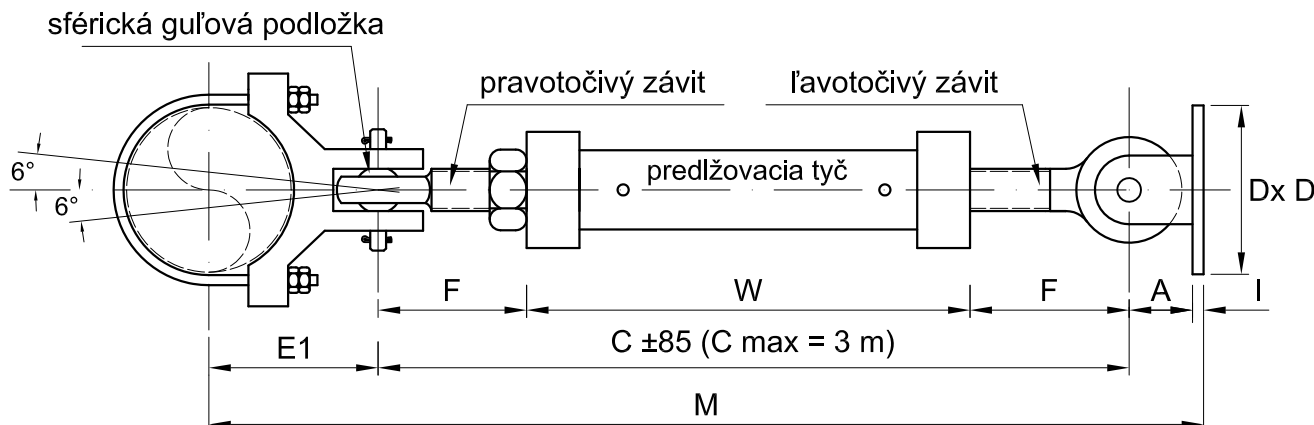 sférická guľová podložka
pravotočivý závit
ľavotočivý závit
6°
6°
predlžovacia tyč
Dx D
F
W
F
A
I
E1
C ±85 (C max = 3 m)
M